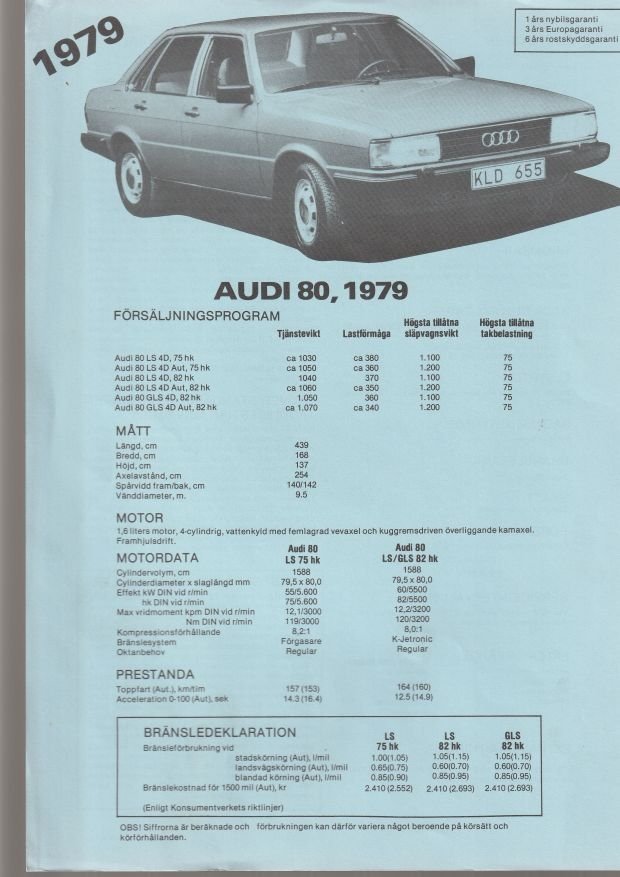 1979
1 års nybilsgaranti
3 års Europagaranti
6 års rostskyddsgaranti
KLD 655
AUDI 80, 1979
FÖRSÄLJNINGSPROGRAM
Tjänstevikt Lastförmåga Högsta tillåtna släpvagnsvikt Högsta tillåtna takbelastning
Audi 80 LS 4D, 75 hk ca 1030 ca 380 1.100 75
Audi 80 LS 4D Aut, 75 hk ca 1050 ca 360 1.200 75
Audi 80 LS 4D, 82 hk 1040 370 1.100 75
Audi 80 LS 4D Aut, 82 hk ca 1060 ca 350 1.200 75
Audi 80 GLS 4D, 82 hk 1.050 360 1.100 75
Audi 80 GLS 4D Aut, 82 hk ca 1.070 ca 340 1.200 75
MÅTT
Längd, cm 439
Bredd, cm 168
Höjd, cm 137
Axelavstånd, cm 254
Spårvidd fram/bak, cm 140/142
Vänddiameter, m. 9.5
MOTOR
1,6 liters motor, 4-cylindrig, vattenkyld med femlagrad vevaxel och kuggremsdriven överliggande kamaxel.
Framhjulsdrift.
MOTORDATA Audi 80 LS 75 hk Audi 80 LS/GLS 82 hk
Cylindervolym, cm 1588 1588
Cylinderdiameter x slaglängd mm 79,5 x 80,0 79,5 x 80,0
Effekt kW DIN vid r/min 55/5.600 60/5500
hk DIN vid r/min 75/5.600 82/5500
Max vridmoment kpm DIN vid r/min 12,1/3000 12,2/3200
Nm DIN vid r/min 119/3000 120/3200
Kompressionsförhållande 8,2:1 8,0:1
Bränslesystem Förgasare K-Jetronic
Oktanbehov Regular Regular
PRESTANDA
Toppfart (Aut.), km/tim 157 (153) 164 (160)
Acceleration 0-100 (Aut), sek 14.3 (16.4) 12.5 (14.9)
BRÄNSLEDEKLARATION LS 75 hk LS 82 hk GLS 82 hk
Bränsleförbrukning vid
stadskörning (Aut), l/mil 1.00(1.05) 1.05(1.15) 1.05(1.15)
landsvägskörning (Aut), l/mil 0.65(0.75) 0.60(0.70) 0.60(0.70)
blandad körning (Aut), l/mil 0.85(0.90) 0.85(0.95) 0.85(0.95)
Bränslekostnad för 1500 mil (Aut), kr 2.410 (2.552) 2.410 (2.693) 2.410 (2.693)
(Enligt Konsumentverkets riktlinjer)
OBS! Siffrorna är beräknade och förbrukningen kan därför variera något beroende på körsätt och
körförhållanden.